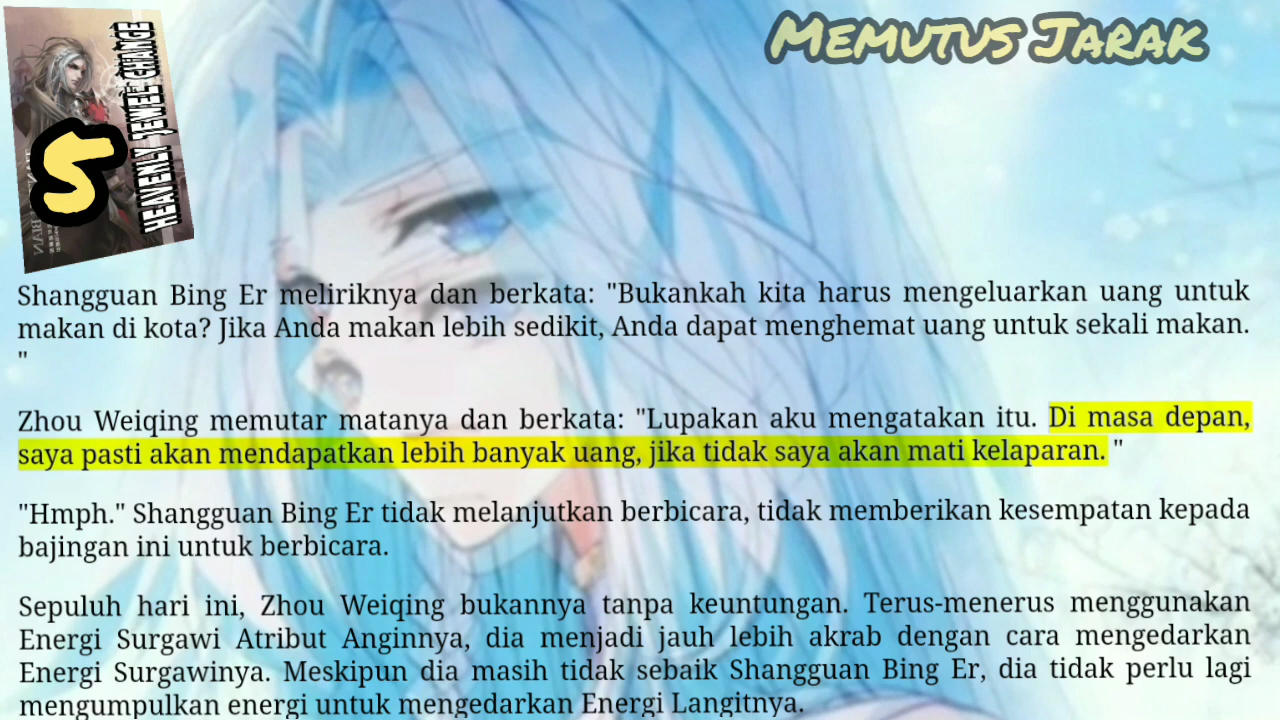 Memutus Jarak
HEAVENLY JEWEL CHANGE
5
Shangguan Bing Er meliriknya dan berkata: "Bukankah kita harus mengeluarkan uang untuk
makan di kota? Jika Anda makan lebih sedikit, Anda dapat menghemat uang untuk sekali makan.
"
Zhou Weiqing memutar matanya dan berkata: "Lupakan aku mengatakan itu. Di masa depan,
saya pasti akan mendapatkan lebih banyak uang, jika tidak saya akan mati kelaparan. "
"Hmph." Shangguan Bing Er tidak melanjutkan berbicara, tidak memberikan kesempatan kepada
bajingan ini untuk berbicara.
Sepuluh hari ini, Zhou Weiqing bukannya tanpa keuntungan. Terus-menerus menggunakan
Energi Surgawi Atribut Anginnya, dia menjadi jauh lebih akrab dengan cara mengedarkan
Energi Surgawinya. Meskipun dia masih tidak sebaik Shangguan Bing Er, dia tidak perlu lagi
mengumpulkan energi untuk mengedarkan Energi Langitnya.